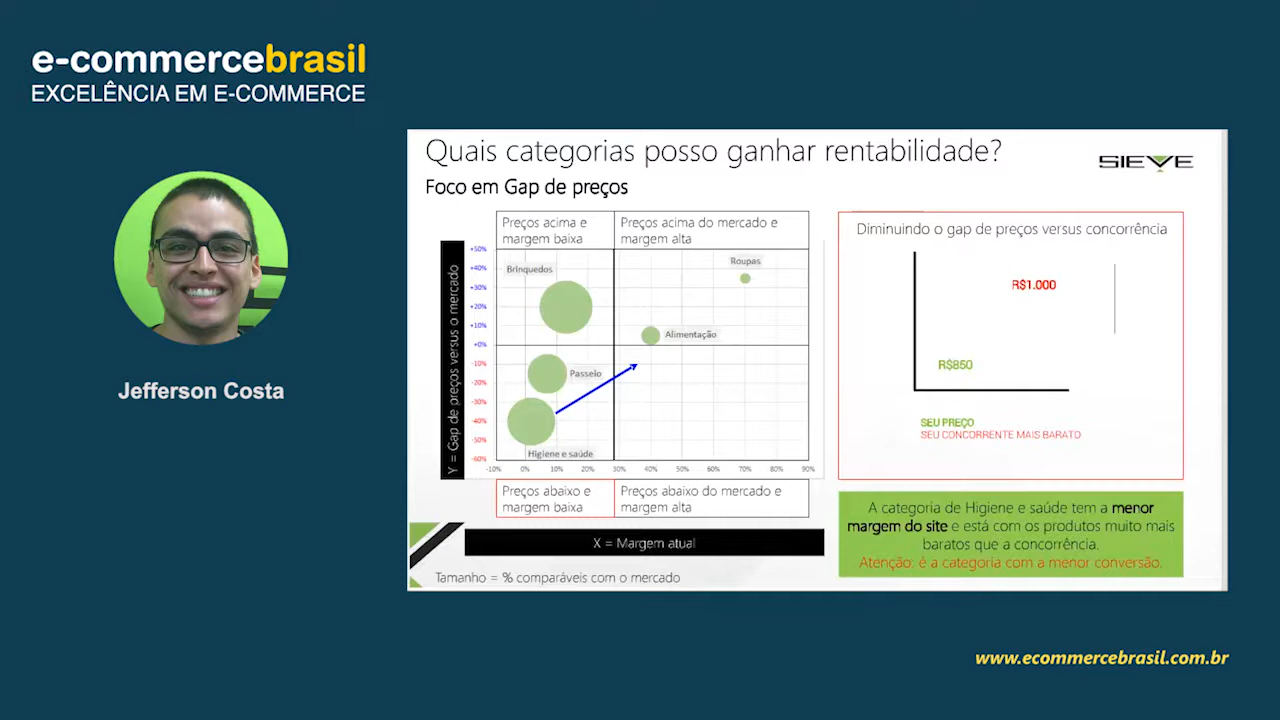 e-commercebrasil
EXCELÊNCIA EM E-COMMERCE
Jefferson Costa
Quais categorias posso ganhar rentabilidade?
SIEVE
Foco em Gap de preços
Preços acima e
margem baixa
Preços acima do mercado e
margem alta
Y = Gap de preços versus o mercado
+50%
+40%
+30%
+20%
+10%
+0%
-10%
-20%
-30%
-40%
-50%
-60%
Brinquedos
Roupas
Alimentação
Passeio
Higiene e saúde
-10% 0% 10% 20% 30% 40% 50% 60% 70% 80% 90%
Preços abaixo e
margem baixa
Preços abaixo do mercado e
margem alta
X = Margem atual
Tamanho = % comparáveis com o mercado
Diminuindo o gap de preços versus concorrência
R$1.000
R$850
SEU PREÇO
SEU CONCORRENTE MAIS BARATO
A categoria de Higiene e saúde tem a menor
margem do site e está com os produtos muito mais
baratos que a concorrência.
Atenção: é a categoria com a menor conversão.
www.ecommercebrasil.com.br